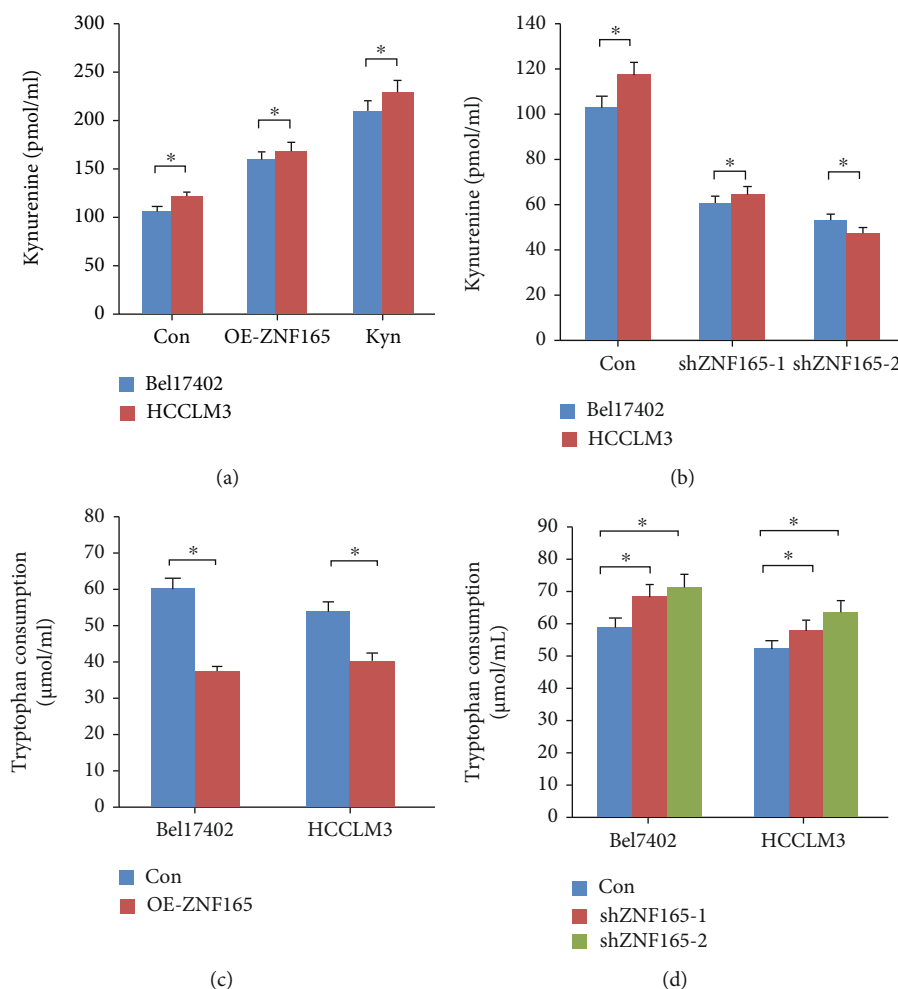 Kynurenine (pmol/ml)
300
250
200
150
100
50
0
*
*
*
Con
OE-ZNF165
Kyn
Bel17402
HCCLM3
(a)
Kynurenine (pmol/ml)
140
120
100
80
60
40
20
0
*
*
*
Con
shZNF165-1
shZNF165-2
Bel17402
HCCLM3
(b)
Tryptophan consumption
(μmol/ml)
80
70
60
50
40
30
20
10
0
*
*
Bel17402
HCCLM3
Con
OE-ZNF165
(c)
Tryptophan consumption
(μmol/mL)
90
80
70
60
50
40
30
20
10
0
*
*
*
*
Bel7402
HCCLM3
Con
shZNF165-1
shZNF165-2
(d)